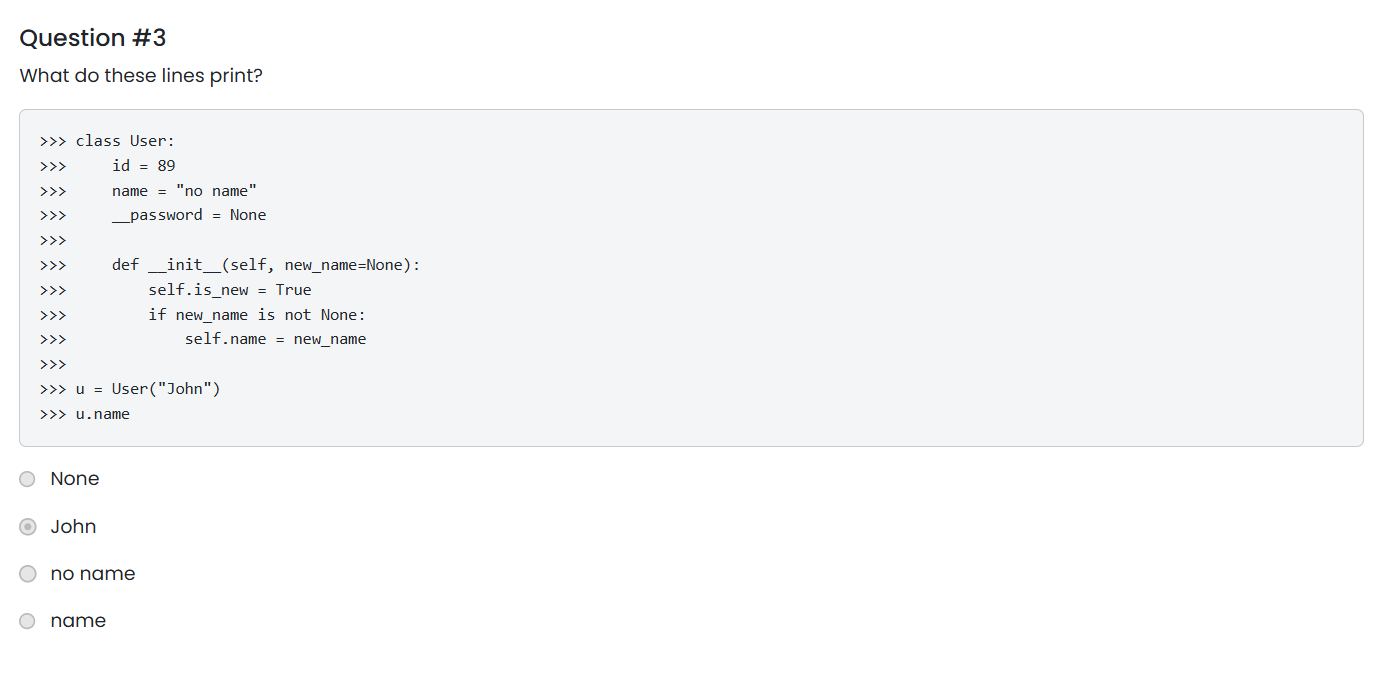 Question #3
What do these lines print?
>>> class User:
>>>     id = 89
>>>     name = "no name"
>>>     __password = None
>>>
>>>     def __init__(self, new_name=None):
>>>         self.is_new = True
>>>         if new_name is not None:
>>>             self.name = new_name
>>>
>>> u = User("John")
>>> u.name
None
John
no name
name